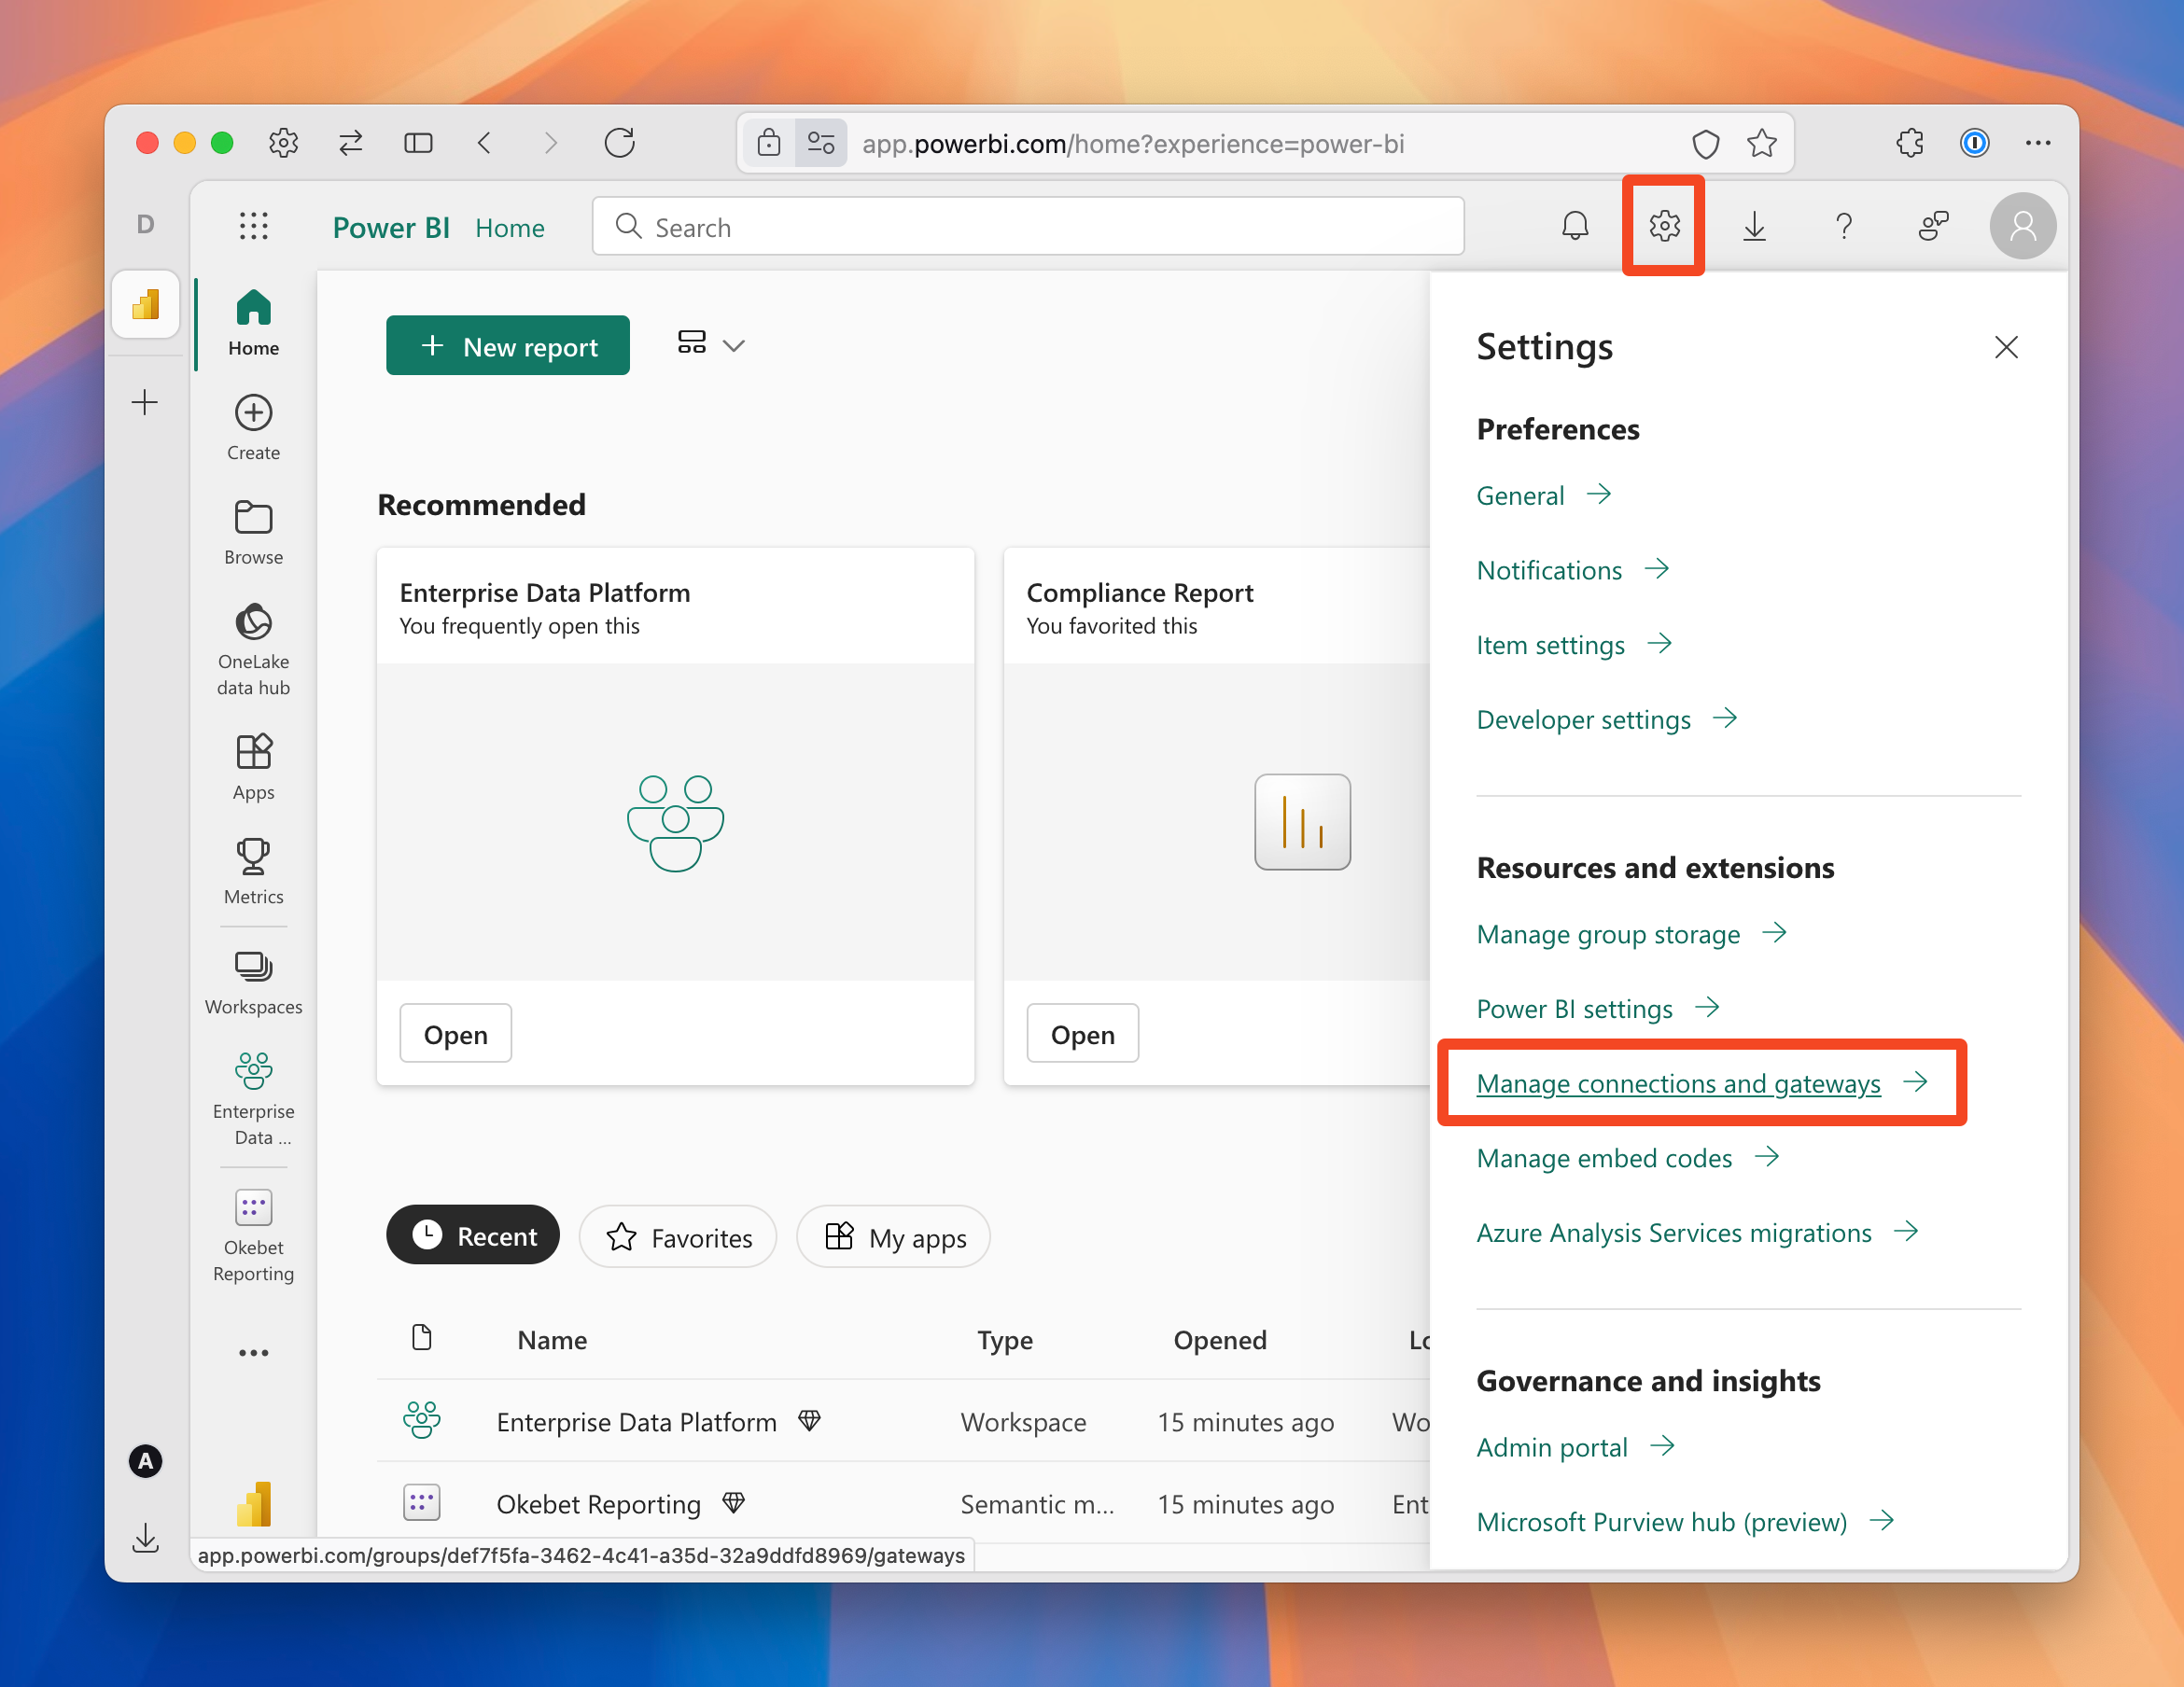 app.powerbi.com/home?experience=power-bi
D
Power BI Home
Search
Home
Create
Browse
OneLake
data hub
Apps
Metrics
Workspaces
Enterprise
Data ...
Okebet
Reporting
A
New report
Recommended
Enterprise Data Platform
You frequently open this
Open
Compliance Report
You favorited this
Open
Recent
Favorites
My apps
Name Type Opened Lo
Enterprise Data Platform Workspace 15 minutes ago Wo
Okebet Reporting Semantic m... 15 minutes ago Ent
app.powerbi.com/groups/def7f5fa-3462-4c41-a35d-32a9ddfd8969/gateways
Settings
Preferences
General
Notifications
Item settings
Developer settings
Resources and extensions
Manage group storage
Power BI settings
Manage connections and gateways
Manage embed codes
Azure Analysis Services migrations
Governance and insights
Admin portal
Microsoft Purview hub (preview)